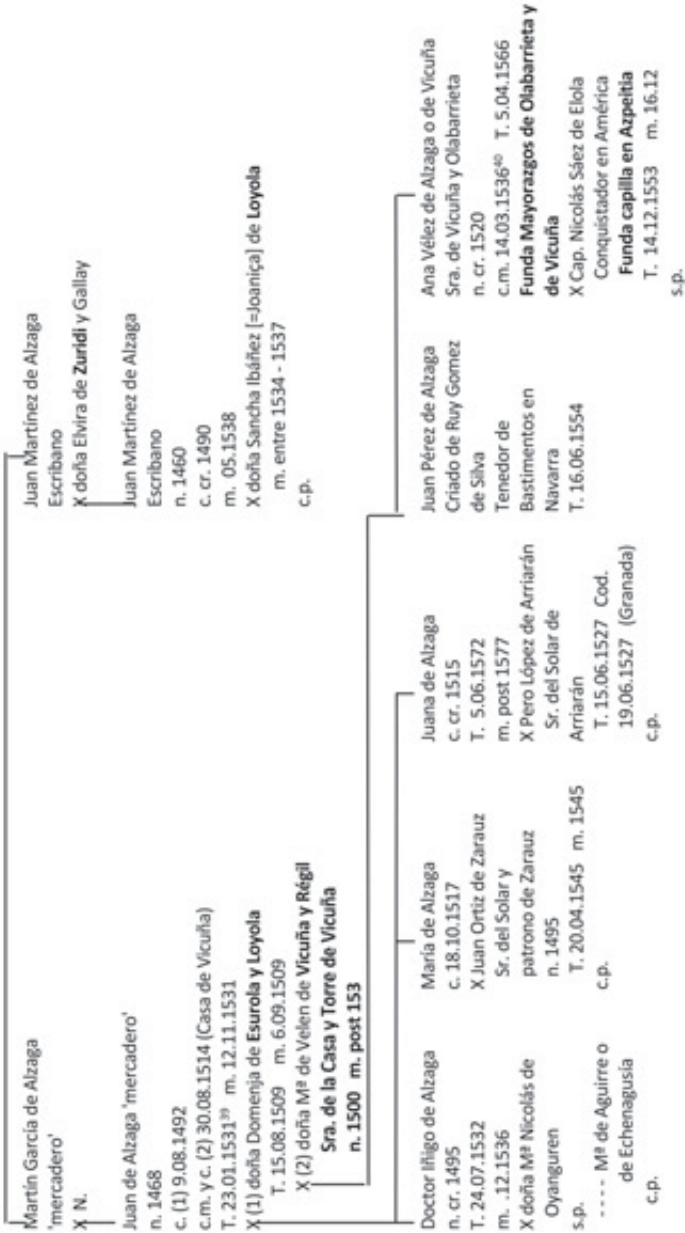 Martín García de Alzaga
'mercadero'
X N.
Juan de Alzaga 'mercadero'
n. 1468
c. (1) 9.08.1492
c.m. y c. (2) 30.08.1514 (Casa de Vicuña)
T. 23.01.1531³⁹ m. 12.11.1531
X (1) doña Domenja de Esurola y Loyola
T. 15.08.1509 m. 6.09.1509
X (2) doña Mª de Velen de Vicuña y Régil
Sra. de la Casa y Torre de Vicuña
n. 1500 m. post 153
Juan Martínez de Alzaga
Escribano
X doña Elvira de Zuridi y Gallay
Juan Martínez de Alzaga
Escribano
n. 1460
c. cr. 1490
m. 05.1538
X doña Sancha Ibáñez [=Joaniça] de Loyola
m. entre 1534 - 1537
c.p.
Doctor Iñigo de Alzaga
n. cr. 1495
T. 24.07.1532
m. .12.1536
X doña Mª Nicolás de
Oyanguren
s.p.
- - - - Mª de Aguirre o
de Echenagusía
c.p.
María de Alzaga
c. 18.10.1517
X Juan Ortiz de Zarauz
Sr. del Solar y
patrono de Zarauz
n. 1495
T. 20.04.1545 m. 1545
c.p.
Juana de Alzaga
c. cr. 1515
T. 5.06.1572
m. post 1577
X Pero López de Arriarán
Sr. del Solar de
Arriarán
T. 15.06.1527 Cod.
19.06.1527 (Granada)
c.p.
Juan Pérez de Alzaga
Criado de Ruy Gomez
de Silva
Tenedor de
Bastimentos en
Navarra
T. 16.06.1554
Ana Vélez de Alzaga o de Vicuña
Sra. de Vicuña y Olabarrieta
n. cr. 1520
c.m. 14.03.1536⁴⁰ T. 5.04.1566
Funda Mayorazgos de Olabarrieta y
de Vicuña
X Cap. Nicolás Sáez de Elola
Conquistador en América
Funda capilla en Azpeitia
T. 14.12.1553 m. 16.12
s.p.